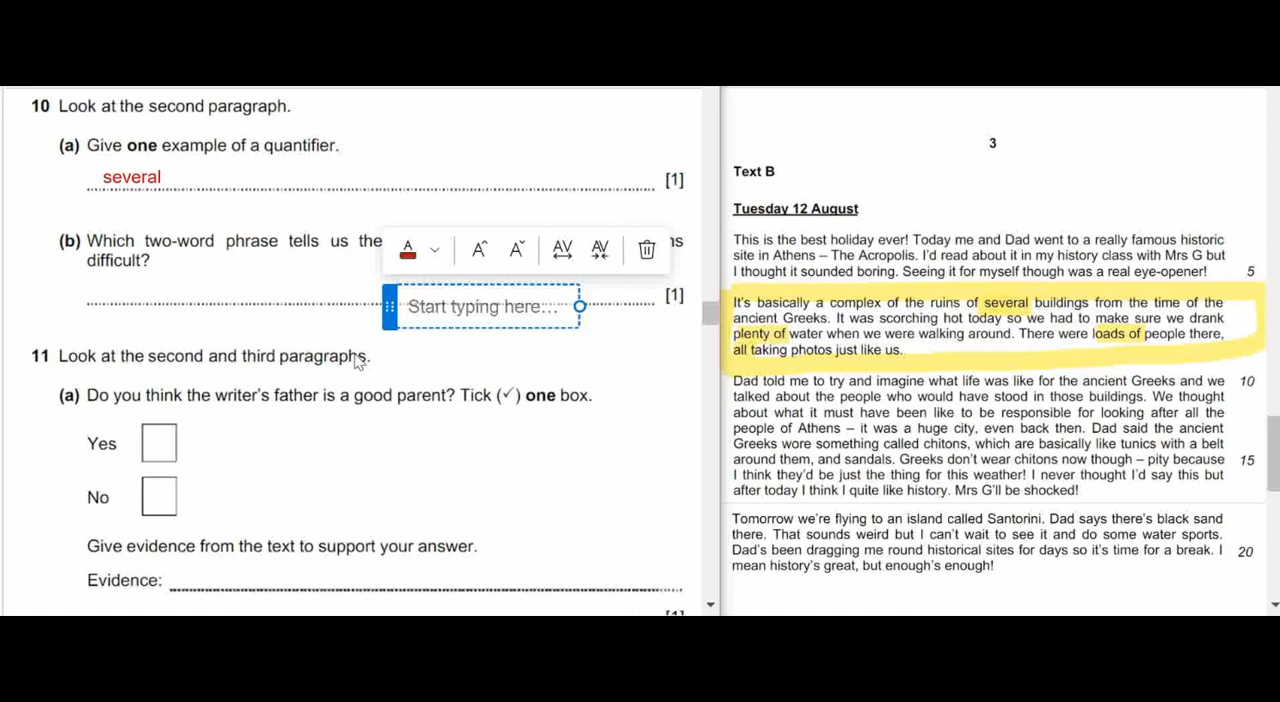 10 Look at the second paragraph.
(a) Give one example of a quantifier.
several
[1]
(b) Which two-word phrase tells us the
difficult?
[1]
Start typing here...
11 Look at the second and third paragraphs.
(a) Do you think the writer's father is a good parent? Tick (✓) one box.
Yes
No
Give evidence from the text to support your answer.
Evidence:
3
Text B
Tuesday 12 August
This is the best holiday ever! Today me and Dad went to a really famous historic
site in Athens – The Acropolis. I'd read about it in my history class with Mrs G but
I thought it sounded boring. Seeing it for myself though was a real eye-opener! 5
It's basically a complex of the ruins of several buildings from the time of the
ancient Greeks. It was scorching hot today so we had to make sure we drank
plenty of water when we were walking around. There were loads of people there,
all taking photos just like us.
Dad told me to try and imagine what life was like for the ancient Greeks and we 10
talked about the people who would have stood in those buildings. We thought
about what it must have been like to be responsible for looking after all the
people of Athens – it was a huge city, even back then. Dad said the ancient
Greeks wore something called chitons, which are basically like tunics with a belt
around them, and sandals. Greeks don't wear chitons now though – pity because 15
I think they'd be just the thing for this weather! I never thought I'd say this but
after today I think I quite like history. Mrs G'll be shocked!
Tomorrow we're flying to an island called Santorini. Dad says there's black sand
there. That sounds weird but I can't wait to see it and do some water sports.
Dad's been dragging me round historical sites for days so it's time for a break. I 20
mean history's great, but enough's enough!